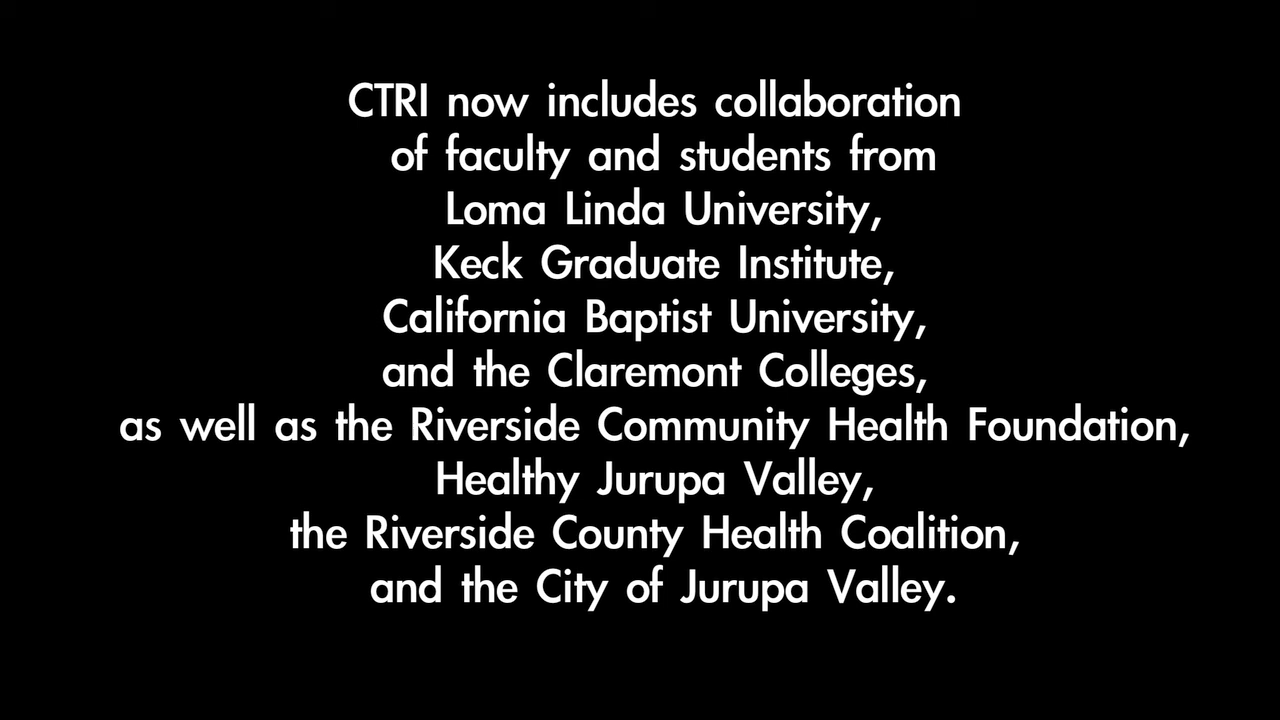 CTRI now includes collaboration
of faculty and students from
Loma Linda University,
Keck Graduate Institute,
California Baptist University,
and the Claremont Colleges,
as well as the Riverside Community Health Foundation,
Healthy Jurupa Valley,
the Riverside County Health Coalition,
and the City of Jurupa Valley.